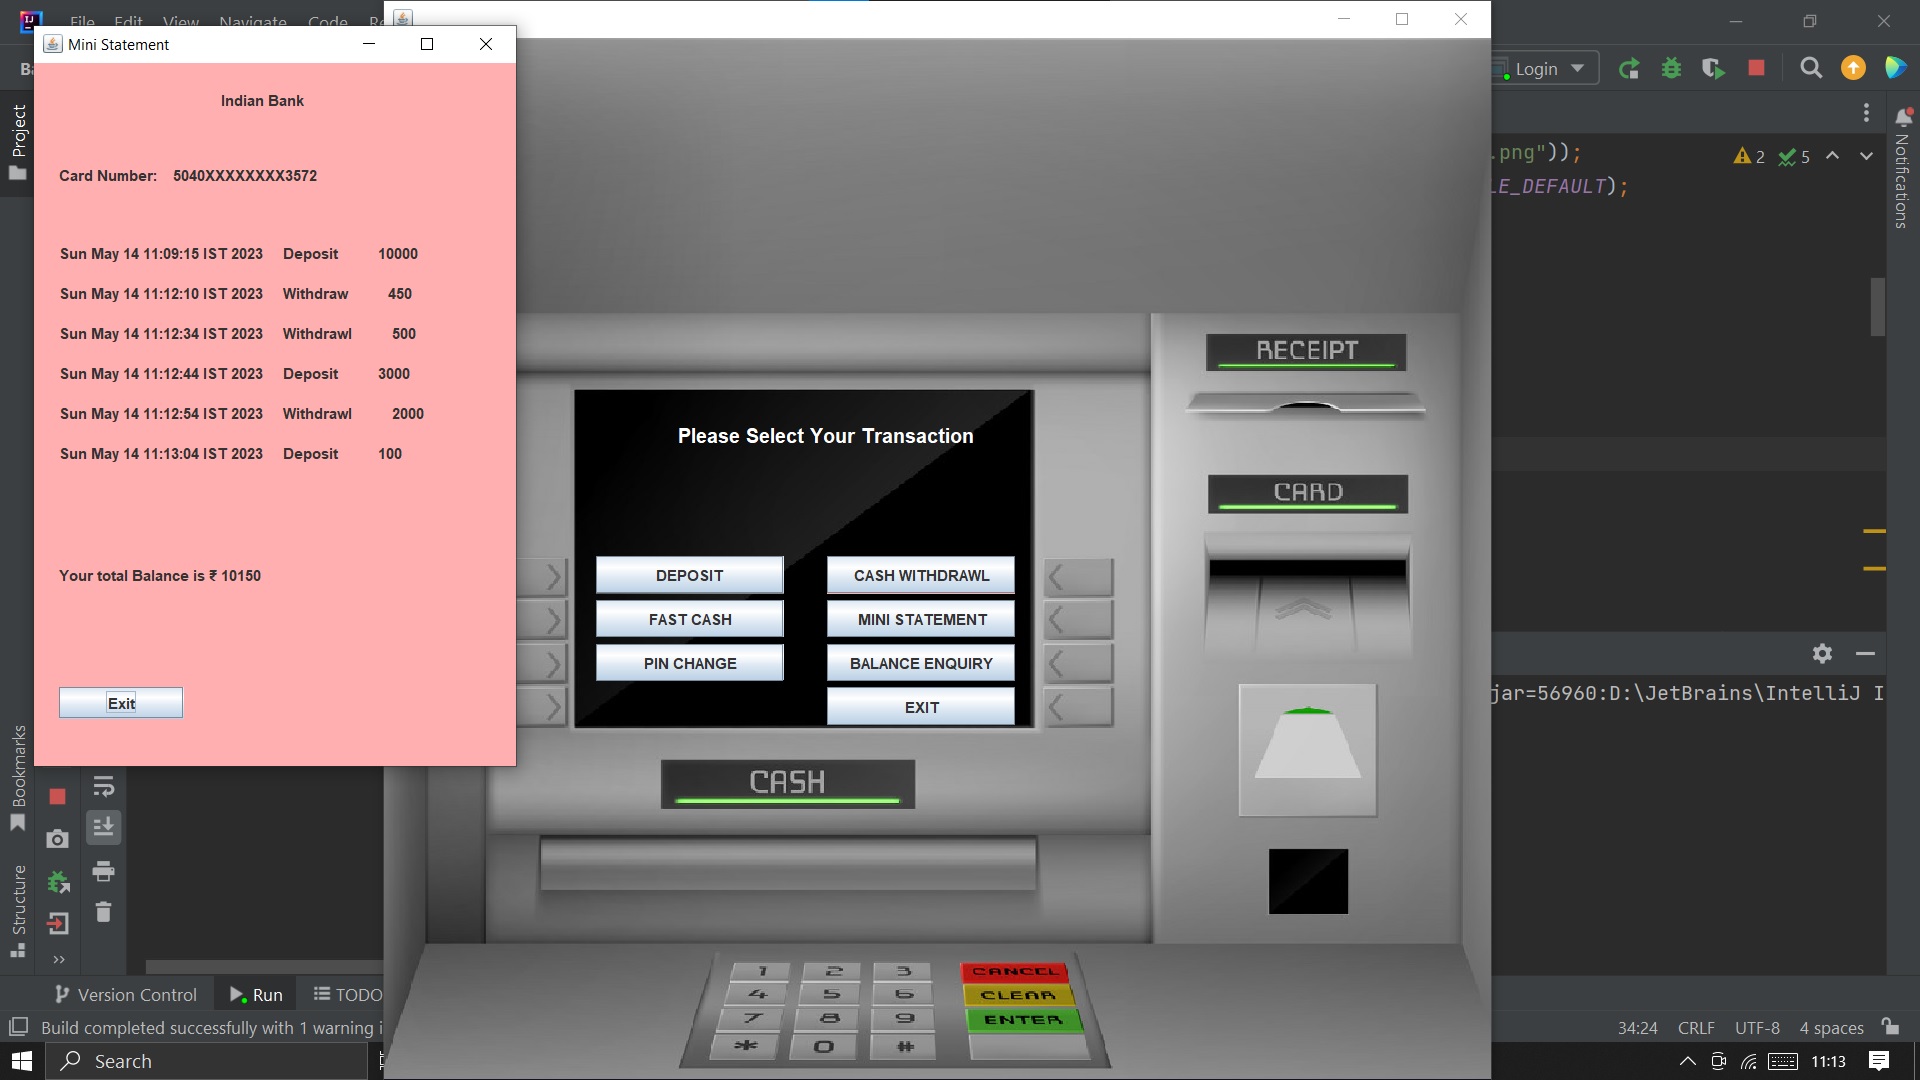 File Edit View Navigate Code
Mini Statement
Login
Project
Indian Bank
Card Number: 5040XXXXXXXX3572
Sun May 14 11:09:15 IST 2023 Deposit 10000
Sun May 14 11:12:10 IST 2023 Withdraw 450
Sun May 14 11:12:34 IST 2023 Withdrawl 500
Sun May 14 11:12:44 IST 2023 Deposit 3000
Sun May 14 11:12:54 IST 2023 Withdrawl 2000
Sun May 14 11:13:04 IST 2023 Deposit 100
Your total Balance is ₹ 10150
Exit
Please Select Your Transaction
DEPOSIT CASH WITHDRAWL
FAST CASH MINI STATEMENT
PIN CHANGE BALANCE ENQUIRY
EXIT
CASH
RECEIPT
CARD
1 2 3 CANCEL
4 5 6 CLEAR
7 8 9 ENTER
* 0 #
.png"));
LE_DEFAULT);
2 5
Notifications
jar=56960:D:\JetBrains\IntelliJ I
Bookmarks
Structure
Version Control Run TODO
Build completed successfully with 1 warning i
34:24 CRLF UTF-8 4 spaces
Search
11:13